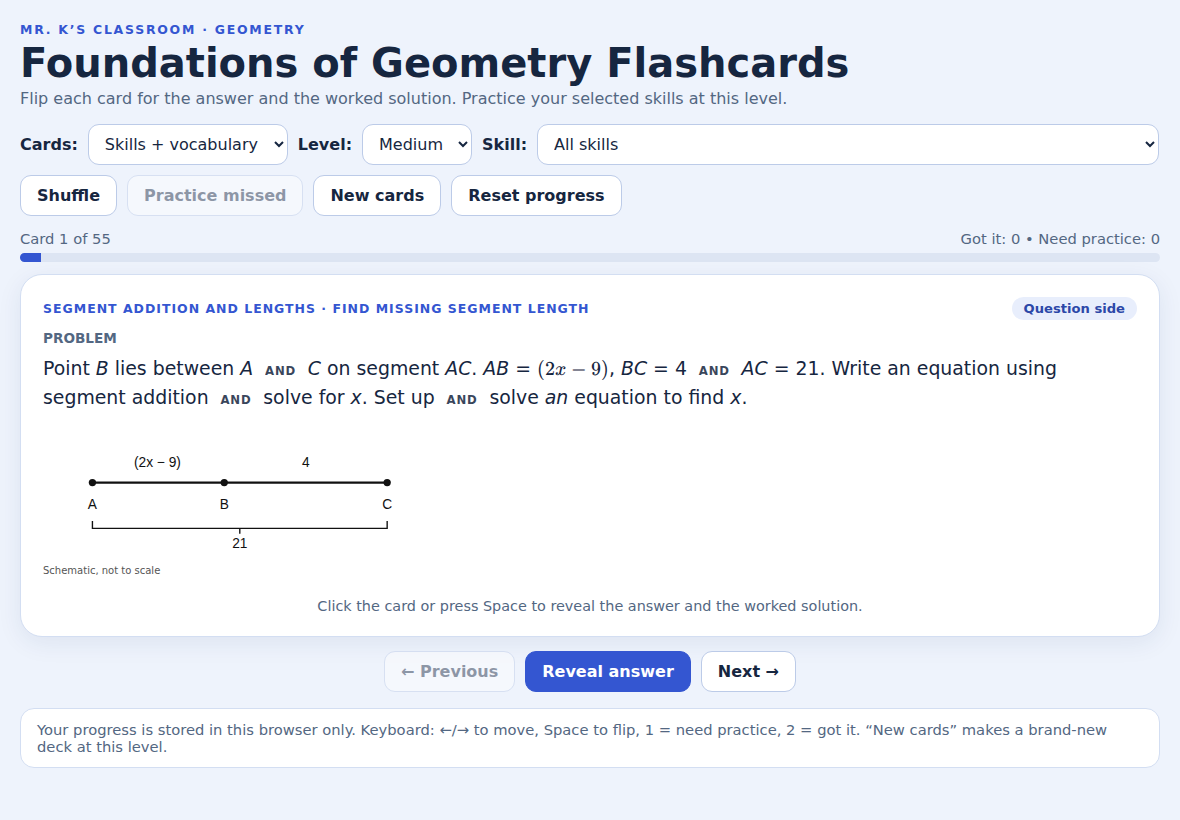 MR. K’S CLASSROOM · GEOMETRY
Foundations of Geometry Flashcards
Flip each card for the answer and the worked solution. Practice your selected skills at this level.
Cards: Skills + vocabulary Level: Medium Skill: All skills
Shuffle Practice missed New cards Reset progress
Card 1 of 55 Got it: 0 • Need practice: 0
SEGMENT ADDITION AND LENGTHS · FIND MISSING SEGMENT LENGTH Question side
PROBLEM
Point B lies between A AND C on segment AC. AB = (2x − 9), BC = 4 AND AC = 21. Write an equation using
segment addition AND solve for x. Set up AND solve an equation to find x.
(2x − 9) 4
A B C
21
Schematic, not to scale
Click the card or press Space to reveal the answer and the worked solution.
← Previous Reveal answer Next →
Your progress is stored in this browser only. Keyboard: ←/→ to move, Space to flip, 1 = need practice, 2 = got it. “New cards” makes a brand-new
deck at this level.